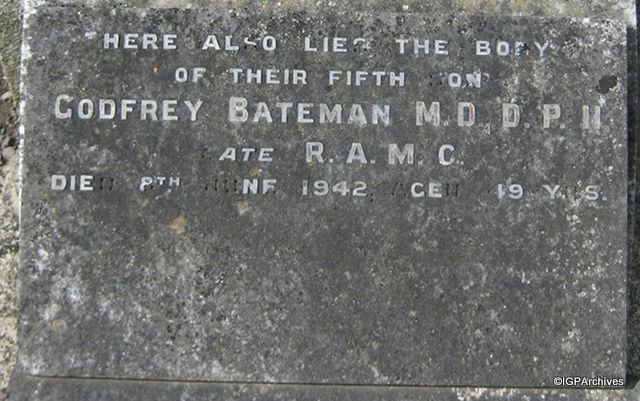 HERE ALSO LIES THE BODY
OF THEIR FIFTH SON
GODFREY BATEMAN M.D., D.P.H
LATE R.A.M.C.
DIED 8TH JUNE 1942, AGED 49 YRS.
©IGPArchives